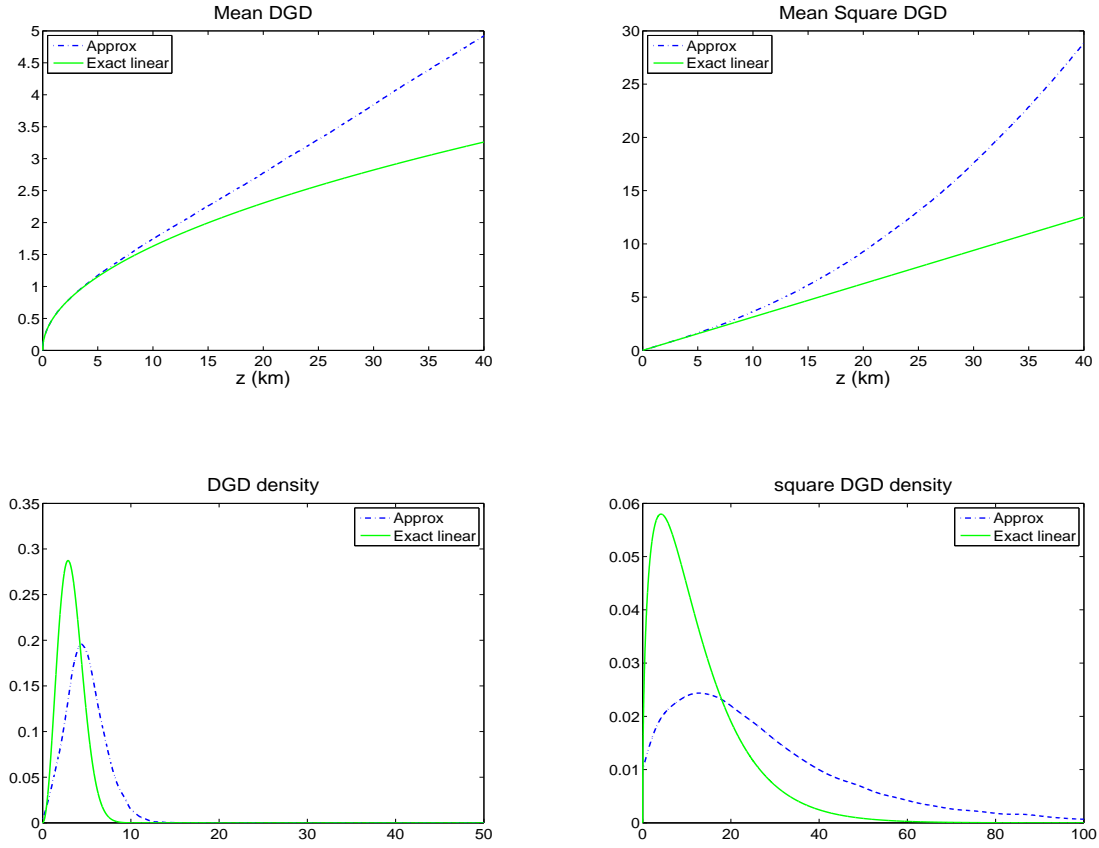 Mean DGD
Mean Square DGD
5
4.5
4
3.5
3
2.5
2
1.5
1
0.5
0
Approx
Exact linear
0 5 10 15 20 25 30 35 40
z (km)
30
25
20
15
10
5
0
Approx
Exact linear
0 5 10 15 20 25 30 35 40
z (km)
DGD density
square DGD density
0.35
0.3
0.25
0.2
0.15
0.1
0.05
0
Approx
Exact linear
0 10 20 30 40 50
0.06
0.05
0.04
0.03
0.02
0.01
0
Approx
Exact linear
0 20 40 60 80 100